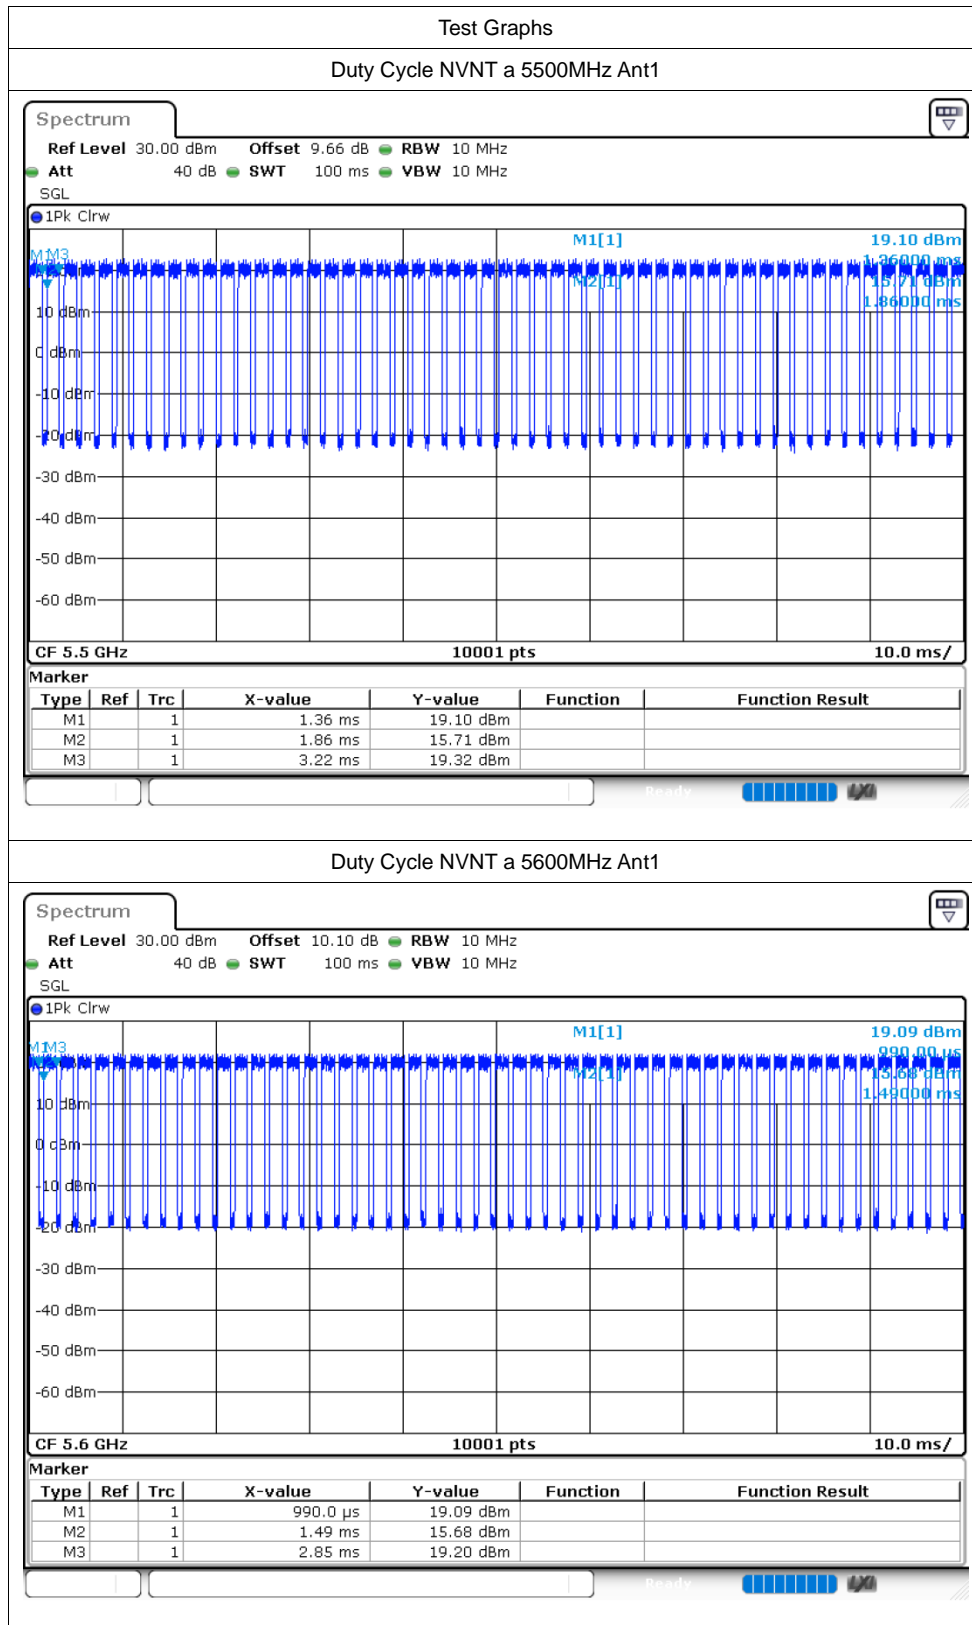 Test Graphs
Duty Cycle NVNT a 5500MHz Ant1
Spectrum
Ref Level 30.00 dBm Offset 9.66 dB RBW 10 MHz
Att 40 dB SWT 100 ms VBW 10 MHz
SGL
1Pk Clrw
M1[1] 19.10 dBm
M1 M3
M2[1] 15.71 dBm
1.86000 ms
10 dBm
0 dBm
-10 dBm
-20 dBm
-30 dBm
-40 dBm
-50 dBm
-60 dBm
CF 5.5 GHz 10001 pts 10.0 ms/
Marker
Type Ref Trc X-value Y-value Function Function Result
M1 1 1.36 ms 19.10 dBm
M2 1 1.86 ms 15.71 dBm
M3 1 3.22 ms 19.32 dBm
Ready LXI
Duty Cycle NVNT a 5600MHz Ant1
Spectrum
Ref Level 30.00 dBm Offset 10.10 dB RBW 10 MHz
Att 40 dB SWT 100 ms VBW 10 MHz
SGL
1Pk Clrw
M1[1] 19.09 dBm
M1 M3 990.00 µs
M2[1] 15.68 dBm
1.49000 ms
10 dBm
0 dBm
-10 dBm
-20 dBm
-30 dBm
-40 dBm
-50 dBm
-60 dBm
CF 5.6 GHz 10001 pts 10.0 ms/
Marker
Type Ref Trc X-value Y-value Function Function Result
M1 1 990.0 µs 19.09 dBm
M2 1 1.49 ms 15.68 dBm
M3 1 2.85 ms 19.20 dBm
Ready LXI